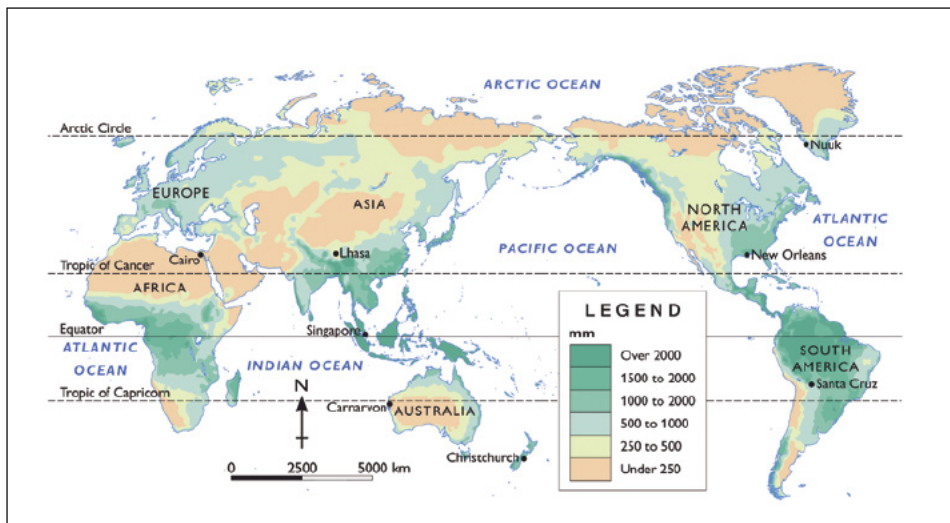 ARCTIC OCEAN
Arctic Circle
Nuuk
EUROPE
ASIA
NORTH
AMERICA
ATLANTIC
OCEAN
Lhasa
PACIFIC OCEAN
New Orleans
Cairo
Tropic of Cancer
AFRICA
Equator
Singapore
ATLANTIC
OCEAN
INDIAN OCEAN
SOUTH
AMERICA
Santa Cruz
Tropic of Capricorn
N
Carnarvon
AUSTRALIA
Christchurch
0 2500 5000 km
LEGEND
mm
Over 2000
1500 to 2000
1000 to 2000
500 to 1000
250 to 500
Under 250